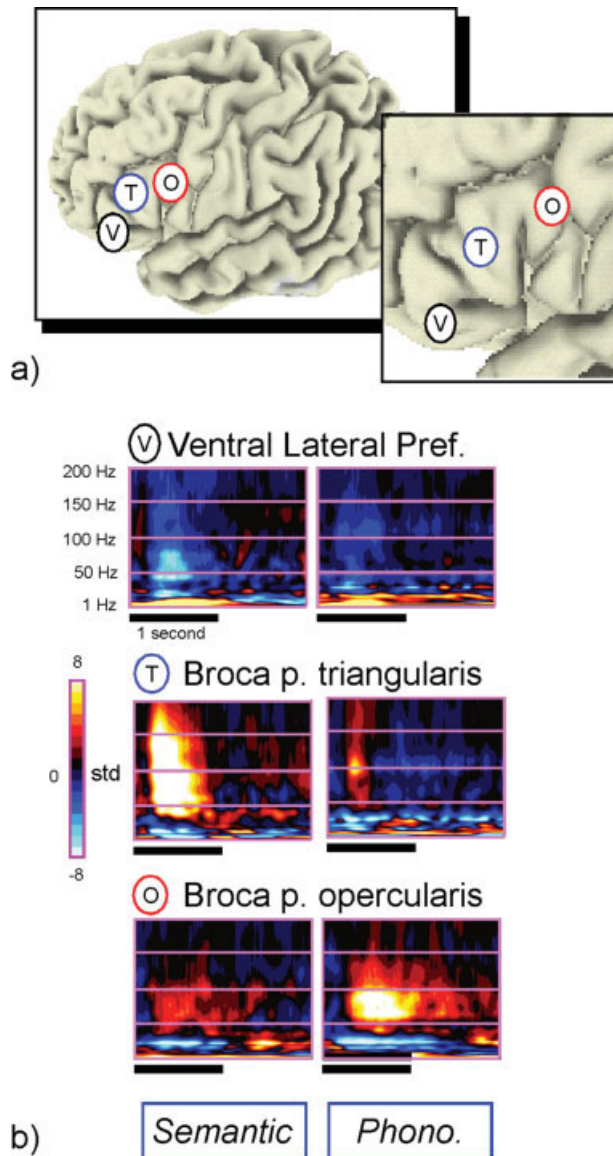 T O
V
O
T
V
a)
V Ventral Lateral Pref.
200 Hz
150 Hz
100 Hz
50 Hz
1 Hz
1 second
T Broca p. triangularis
8
0 std
-8
O Broca p. opercularis
b) Semantic Phono.